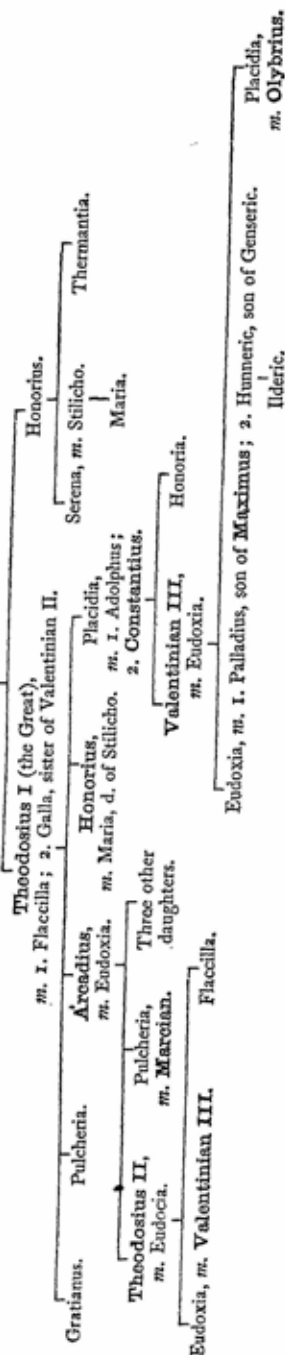 Theodosius I (the Great),
m. 1. Flaccilla; 2. Galla, sister of Valentinian II.
Honorius.
Serena, m. Stilicho.
Thermantia.
Maria.
Gratianus.
Pulcheria.
Arcadius,
m. Eudoxia.
Honorius,
m. Maria, d. of Stilicho.
Placidia,
m. 1. Adolphus;
2. Constantius.
Theodosius II,
m. Eudocia.
Pulcheria,
m. Marcian.
Three other
daughters.
Valentinian III,
m. Eudoxia.
Honoria.
Eudoxia, m. Valentinian III.
Flaccilla.
Eudoxia, m. 1. Palladius, son of Maximus; 2. Hunneric, son of Genseric.
Placidia,
m. Olybrius.
Ilderic.